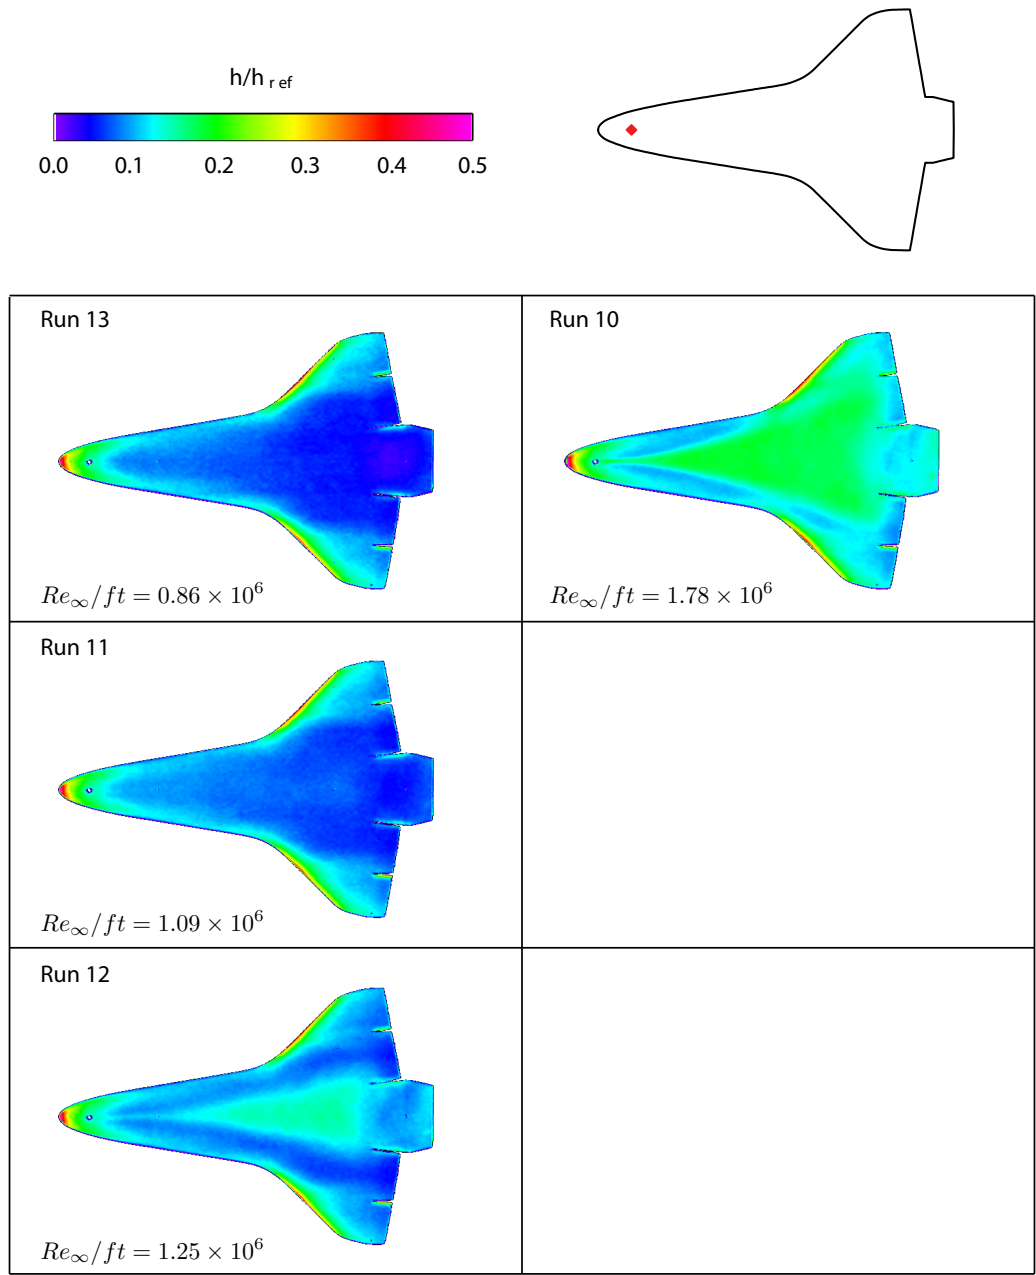 h/h r ef
0.0 0.1 0.2 0.3 0.4 0.5
Run 13
Re∞/ft = 0.86 × 10⁶
Run 10
Re∞/ft = 1.78 × 10⁶
Run 11
Re∞/ft = 1.09 × 10⁶
Run 12
Re∞/ft = 1.25 × 10⁶